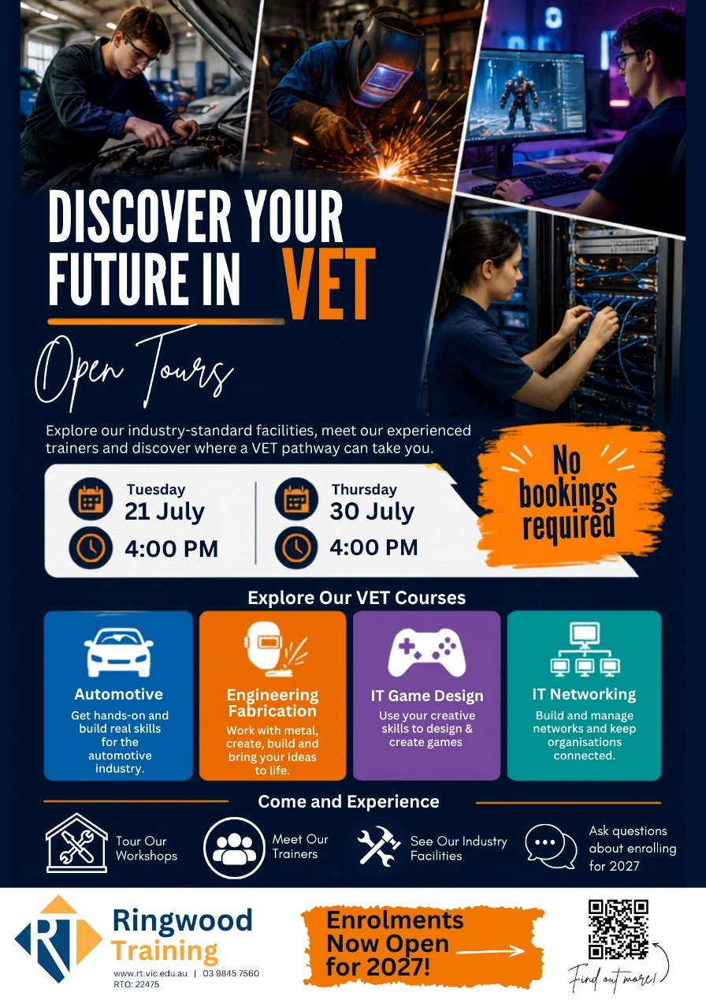 DISCOVER YOUR
FUTURE IN VET
Open Tours
Explore our industry-standard facilities, meet our experienced
trainers and discover where a VET pathway can take you.
No
bookings
required
Tuesday
21 July
4:00 PM
Thursday
30 July
4:00 PM
Explore Our VET Courses
Automotive
Get hands-on and
build real skills
for the
automotive
industry.
Engineering
Fabrication
Work with metal,
create, build and
bring your ideas
to life.
IT Game Design
Use your creative
skills to design &
create games
IT Networking
Build and manage
networks and keep
organisations
connected.
Come and Experience
Tour Our
Workshops
Meet Our
Trainers
See Our Industry
Facilities
Ask questions
about enrolling
for 2027
RT
Ringwood
Training
www.rt.vic.edu.au | 03 9845 7560
RTO: 22475
Enrolments
Now Open
for 2027!
Find out more!